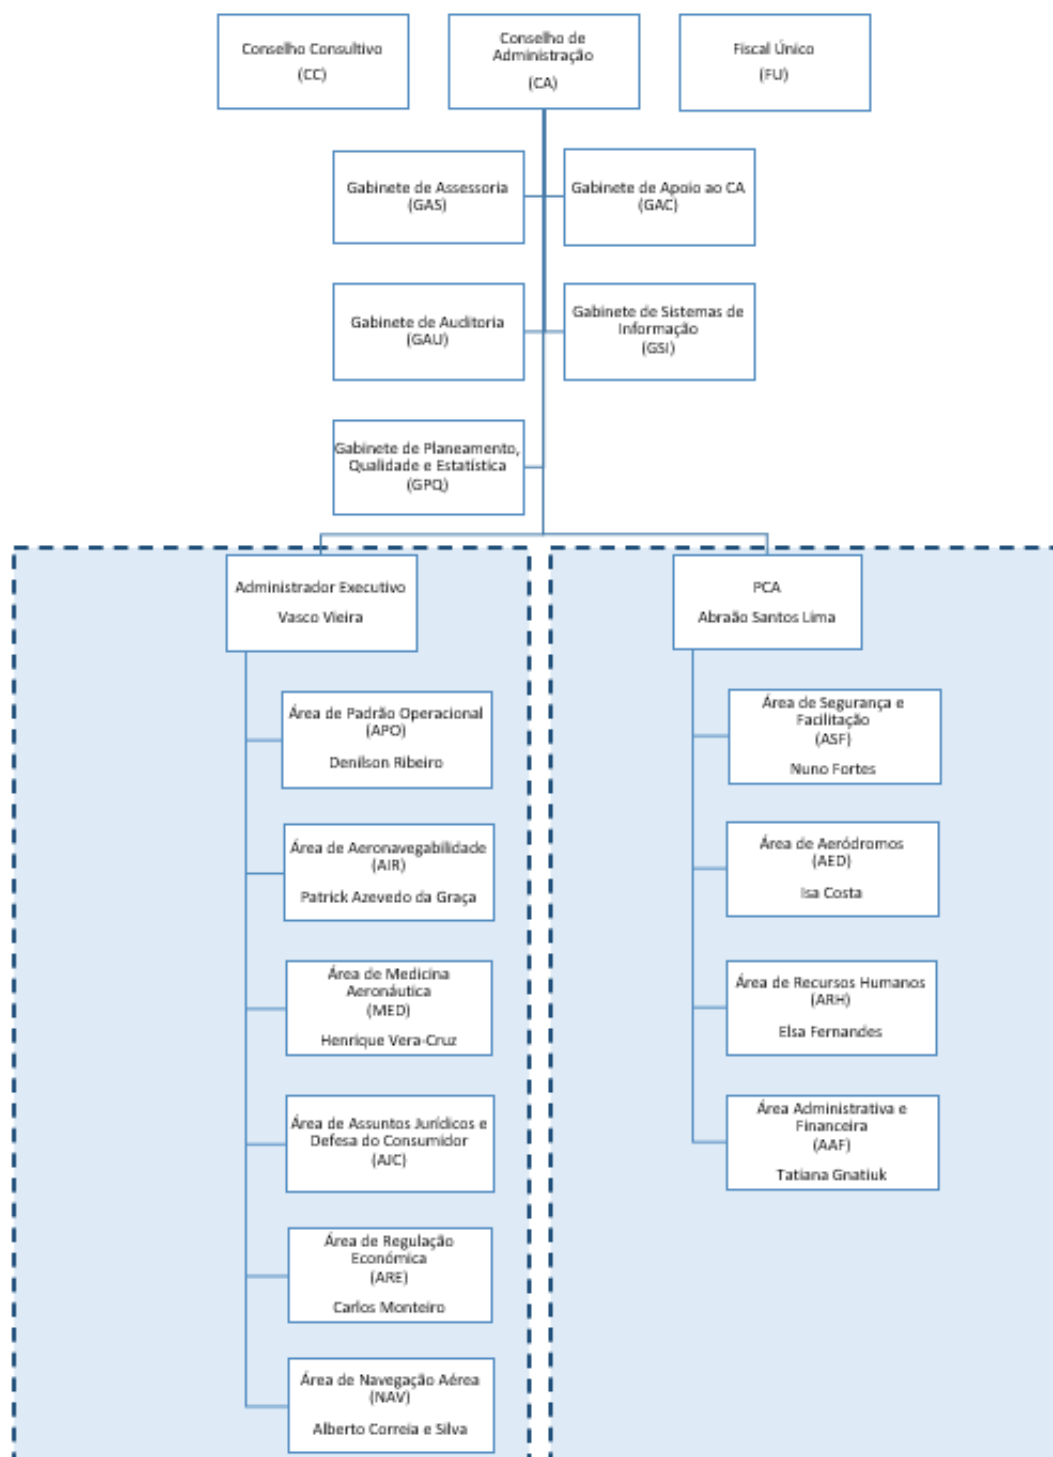 Conselho Consultivo
(CC)
Conselho de
Administração
(CA)
Fiscal Único
(FU)
Gabinete de Assessoria
(GAS)
Gabinete de Apoio ao CA
(GAC)
Gabinete de Auditoria
(GAU)
Gabinete de Sistemas de
Informação
(GSI)
Gabinete de Planeamento,
Qualidade e Estatística
(GPQ)
Administrador Executivo
Vasco Vieira
PCA
Abraão Santos Lima
Área de Padrão Operacional
(APO)
Denilson Ribeiro
Área de Segurança e
Facilitação
(ASF)
Nuno Fortes
Área de Aeronavegabilidade
(AIR)
Patrick Azevedo da Graça
Área de Aeródromos
(AED)
Isa Costa
Área de Medicina
Aeronáutica
(MED)
Henrique Vera-Cruz
Área de Recursos Humanos
(ARH)
Elsa Fernandes
Área de Assuntos Jurídicos e
Defesa do Consumidor
(AJC)
Área Administrativa e
Financeira
(AAF)
Tatiana Gnatiuk
Área de Regulação
Económica
(ARE)
Carlos Monteiro
Área de Navegação Aérea
(NAV)
Alberto Correia e Silva